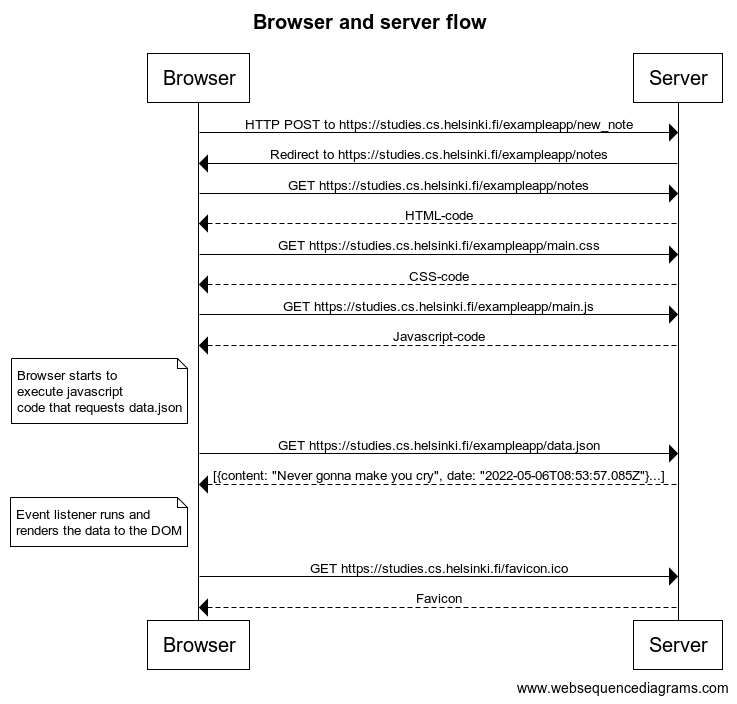 Browser and server flow
Browser
Server
HTTP POST to https://studies.cs.helsinki.fi/exampleapp/new_note
Redirect to https://studies.cs.helsinki.fi/exampleapp/notes
GET https://studies.cs.helsinki.fi/exampleapp/notes
HTML-code
GET https://studies.cs.helsinki.fi/exampleapp/main.css
CSS-code
GET https://studies.cs.helsinki.fi/exampleapp/main.js
Javascript-code
Browser starts to
execute javascript
code that requests data.json
GET https://studies.cs.helsinki.fi/exampleapp/data.json
[{content: "Never gonna make you cry", date: "2022-05-06T08:53:57.085Z"}...]
Event listener runs and
renders the data to the DOM
GET https://studies.cs.helsinki.fi/favicon.ico
Favicon
Browser
Server
www.websequencediagrams.com